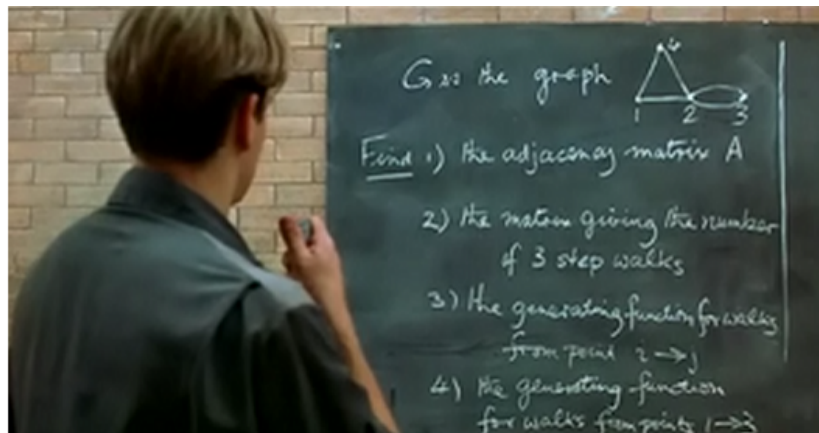 G is the graph
4
1 2 3
Find 1) the adjacency matrix A
2) the matrix giving the number
of 3 step walks
3) the generating function for walks
from point i → j
4) the generating function
for walks from points 1 → 3